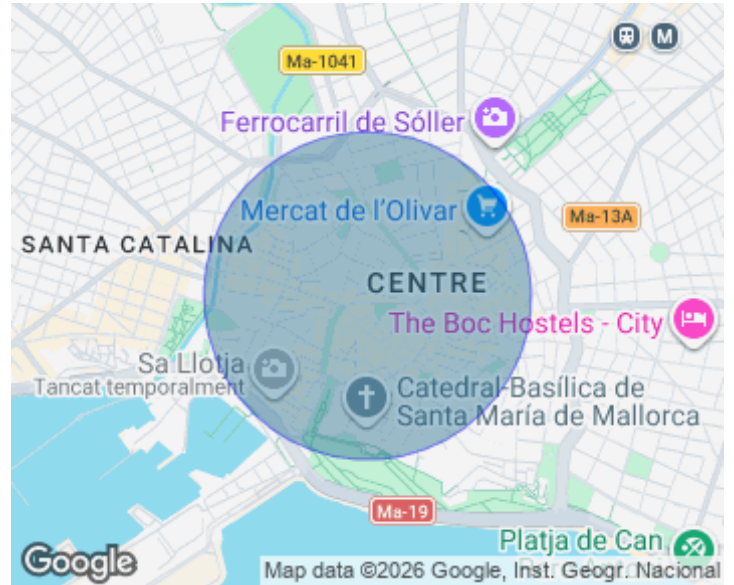 M
Ma-1041
Ferrocarril de Sóller
Mercat de l'Olivar
Ma-13A
SANTA CATALINA
CENTRE
The Boc Hostels - City
Sa Llotja
Tancat temporalment
Catedral-Basílica de
Santa María de Mallorca
Ma-19
Platja de Can
Google
Map data ©2026 Google, Inst. Geogr. Nacional